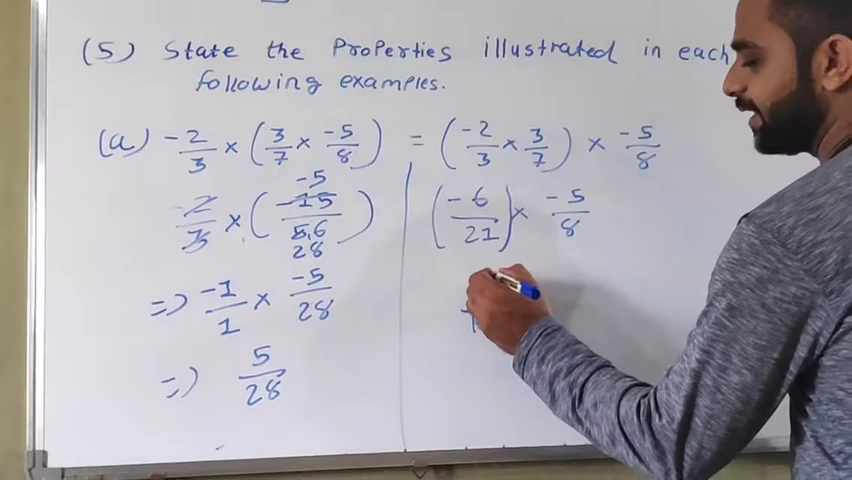 (5) State the Properties illustrated in each
following examples.
(a) -2/3 × (3/7 × -5/8) = (-2/3 × 3/7) × -5/8
-2/3 × (-15/56) -5 28
(-6/21) × -5/8
=> -1/1 × -5/28
=> 5/28